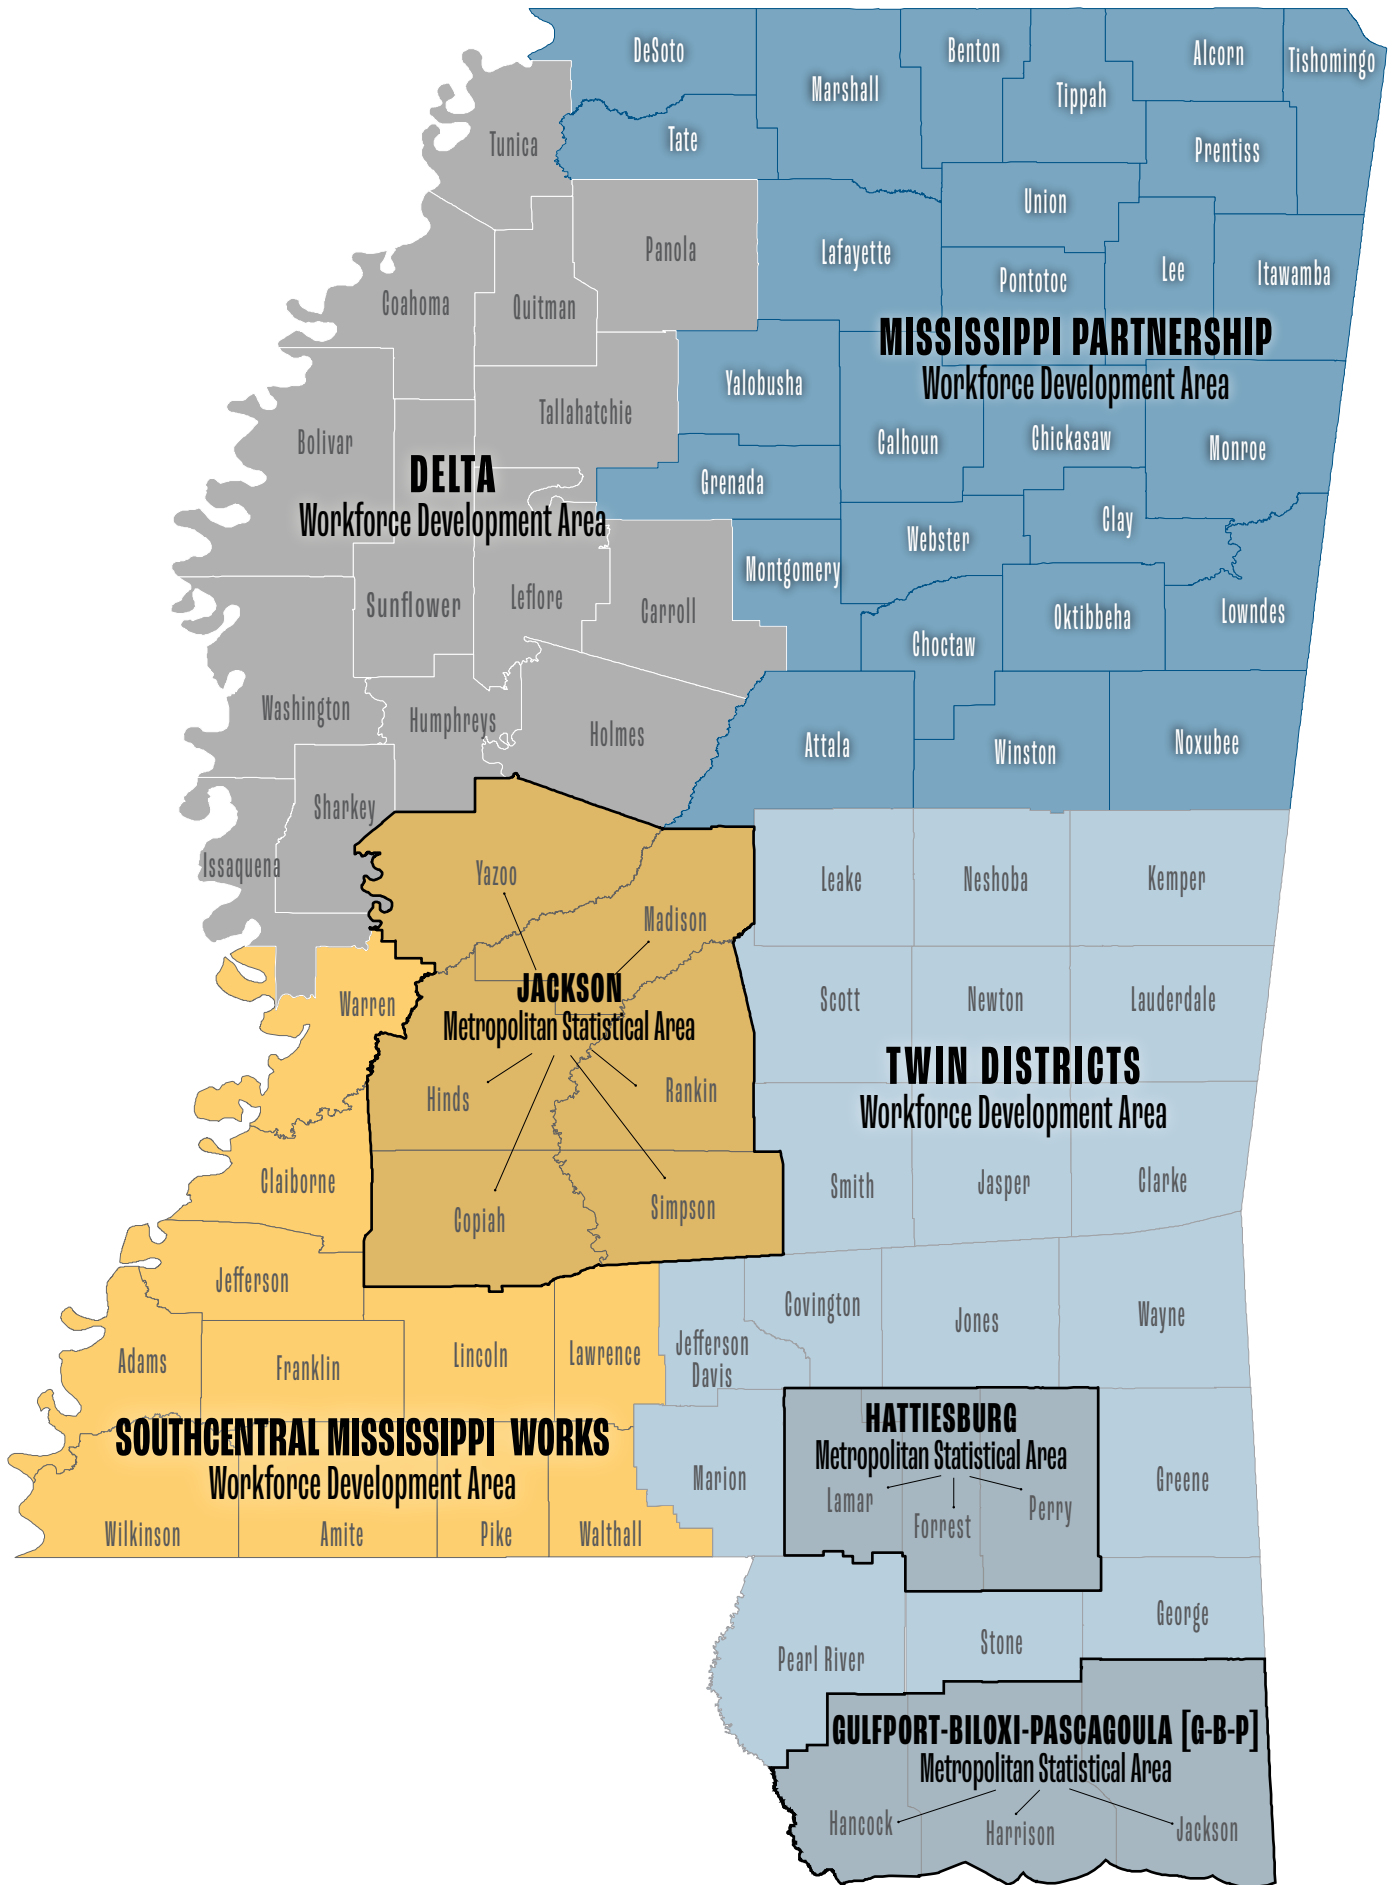 DeSoto
Benton
Alcorn
Tishomingo
Marshall
Tippah
Tunica
Tate
Prentiss
Union
Panola
Lafayette
Lee
Itawamba
Pontotoc
Coahoma
Quitman
MISSISSIPPI PARTNERSHIP
Workforce Development Area
Yalobusha
Tallahatchie
Bolivar
Calhoun
Chickasaw
Monroe
DELTA
Workforce Development Area
Grenada
Clay
Webster
Montgomery
Sunflower
Leflore
Carroll
Oktibbeha
Lowndes
Choctaw
Washington
Humphreys
Holmes
Attala
Winston
Noxubee
Sharkey
Issaquena
Yazoo
Leake
Neshoba
Kemper
Madison
JACKSON
Metropolitan Statistical Area
Warren
Scott
Newton
Lauderdale
Hinds
Rankin
TWIN DISTRICTS
Workforce Development Area
Claiborne
Copiah
Simpson
Smith
Jasper
Clarke
Jefferson
Covington
Jones
Wayne
Adams
Franklin
Lincoln
Lawrence
Jefferson
Davis
SOUTHCENTRAL MISSISSIPPI WORKS
Workforce Development Area
HATTIESBURG
Metropolitan Statistical Area
Marion
Lamar
Forrest
Perry
Greene
Wilkinson
Amite
Pike
Walthall
George
Stone
Pearl River
GULFPORT-BILOXI-PASCAGOULA [G-B-P]
Metropolitan Statistical Area
Hancock
Harrison
Jackson